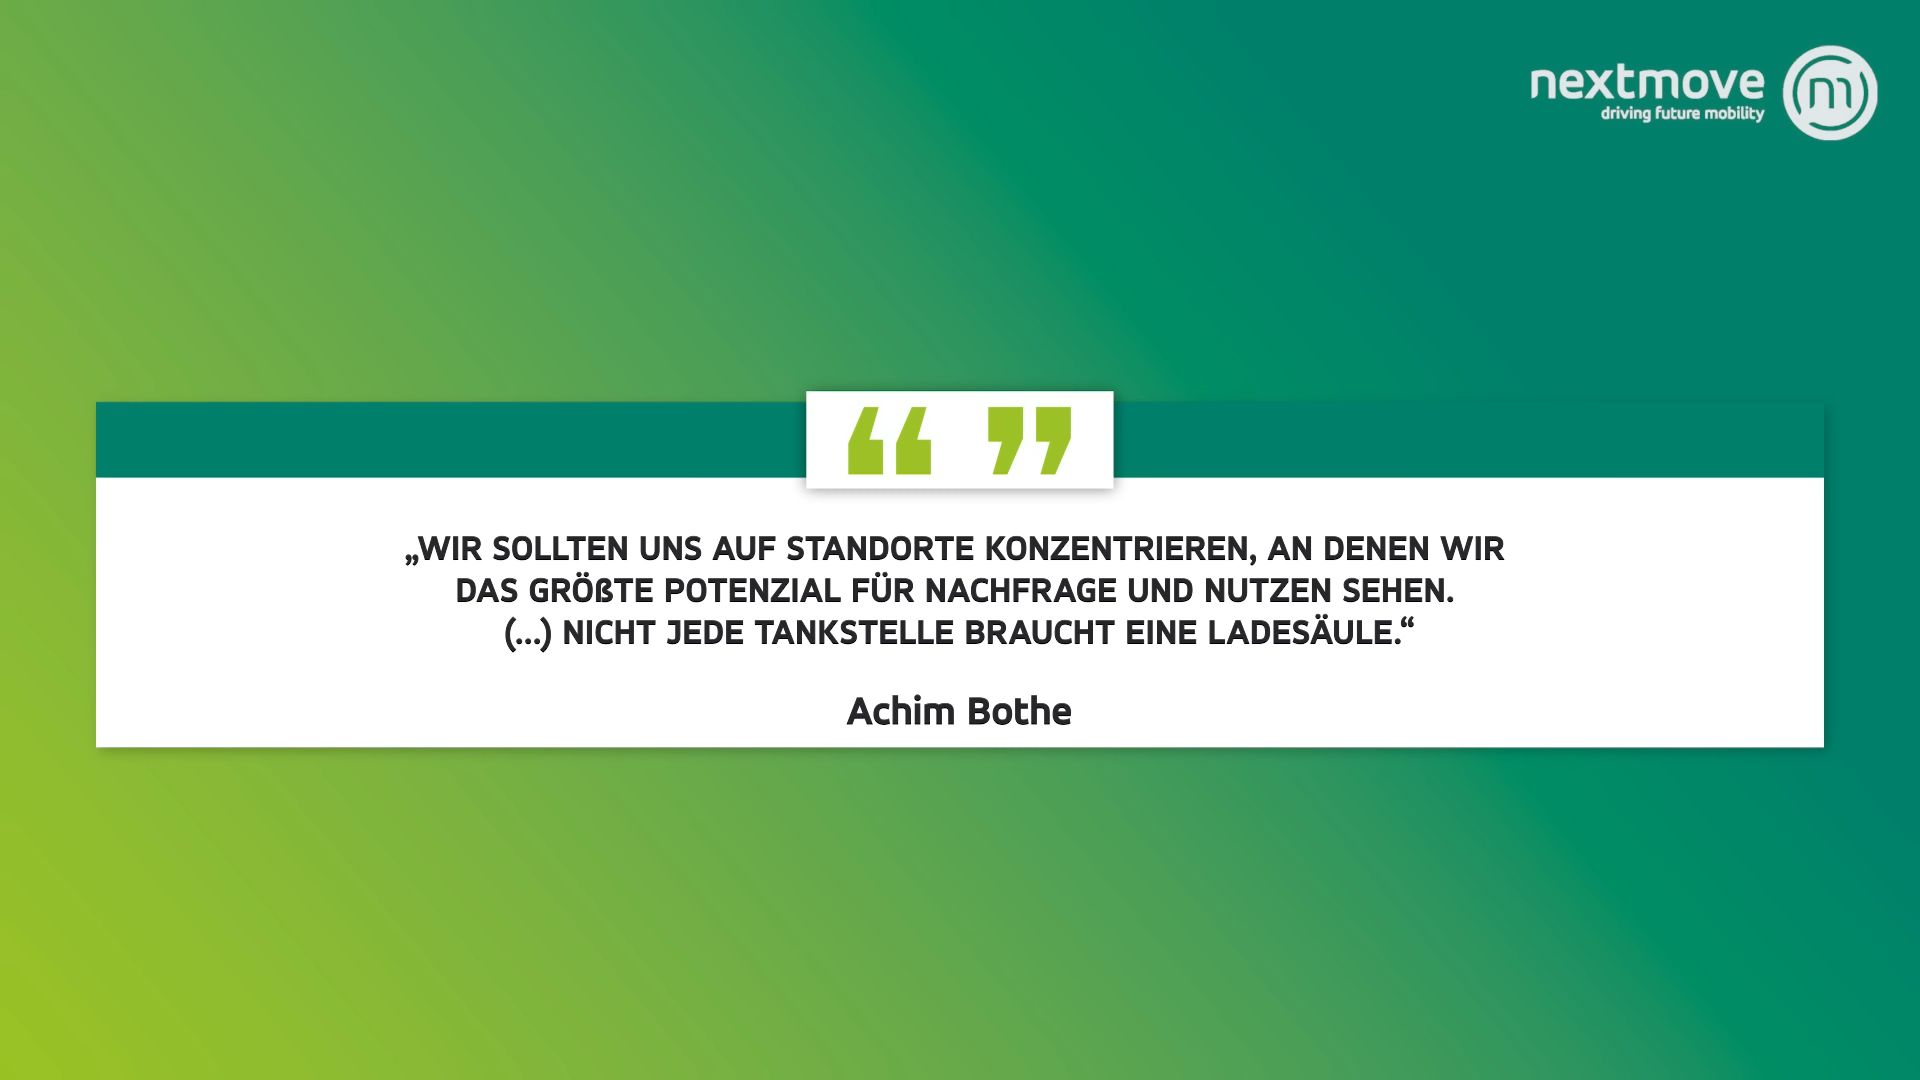 nextmove
driving future mobility
“ ”
„WIR SOLLTEN UNS AUF STANDORTE KONZENTRIEREN, AN DENEN WIR
DAS GRÖßTE POTENZIAL FÜR NACHFRAGE UND NUTZEN SEHEN.
(...) NICHT JEDE TANKSTELLE BRAUCHT EINE LADESÄULE.“
Achim Bothe